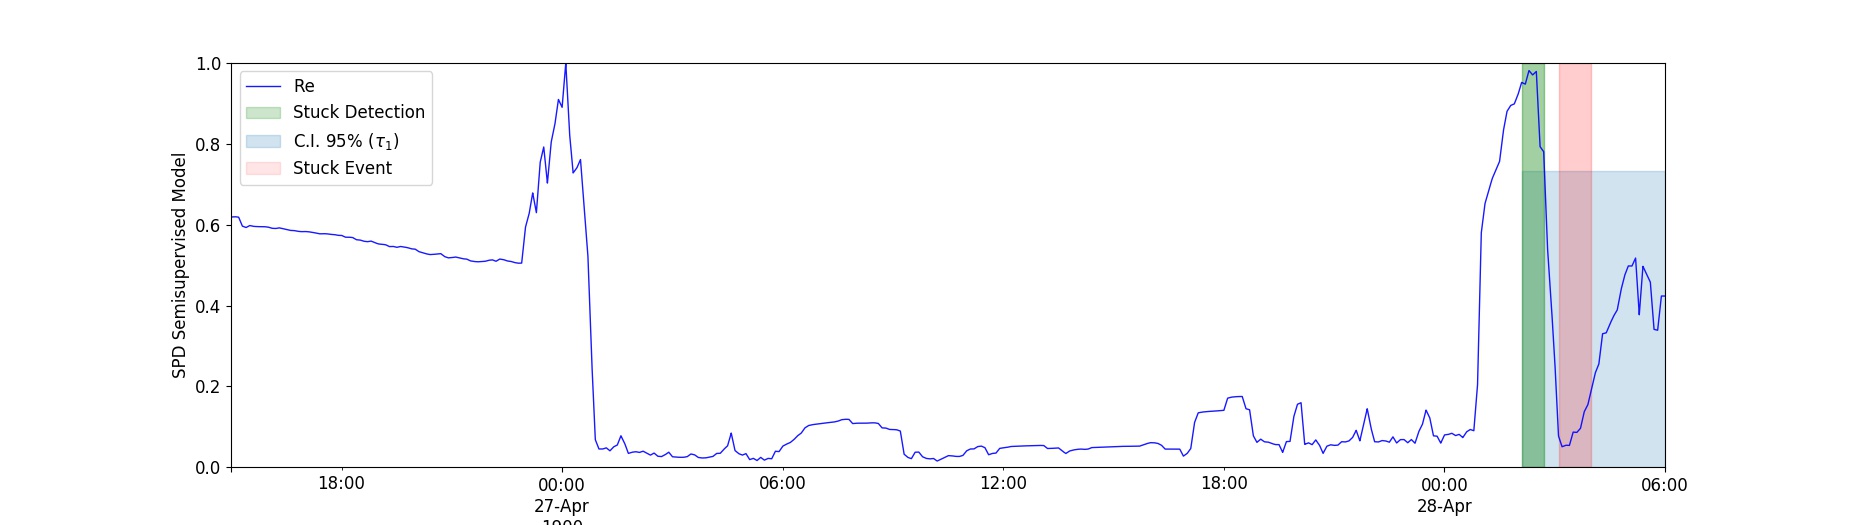 1.0
0.8
0.6
0.4
0.2
0.0
SPD Semisupervised Model
Re
Stuck Detection
C.I. 95% (τ₁)
Stuck Event
18:00 00:00 06:00 12:00 18:00 00:00 06:00
27-Apr 28-Apr
1900